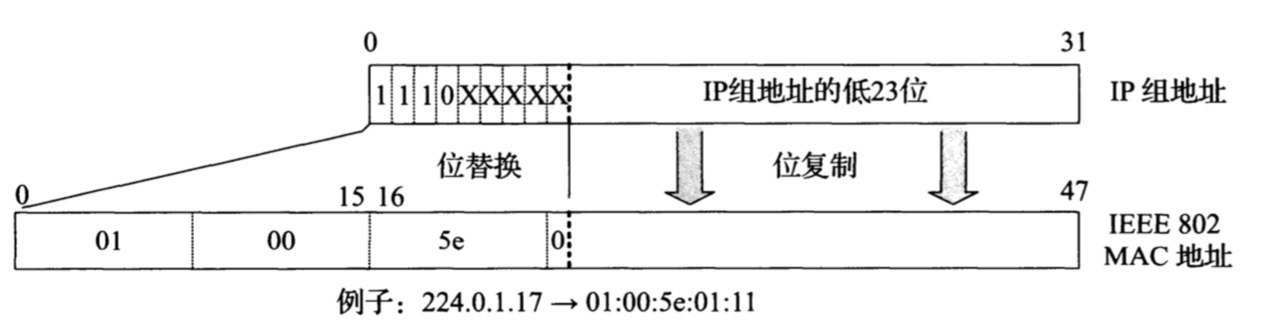 0 31
1 1 1 0 X X X X X IP组地址的低23位 IP 组地址
位替换 位复制
0 15 16 47
01 00 5e 0 IEEE 802
MAC 地址
例子：224.0.1.17 → 01:00:5e:01:11